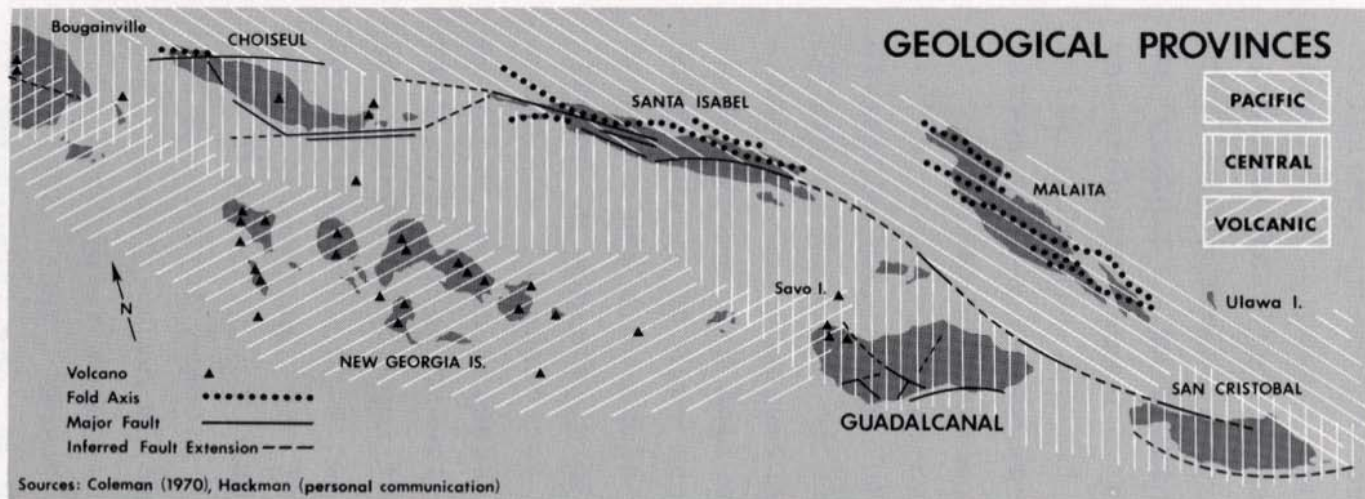 GEOLOGICAL PROVINCES
Bougainville
CHOISEUL
SANTA ISABEL
PACIFIC
CENTRAL
VOLCANIC
MALAITA
Savo I.
Ulawa I.
N
NEW GEORGIA IS.
GUADALCANAL
SAN CRISTOBAL
Volcano
Fold Axis
Major Fault
Inferred Fault Extension
Sources: Coleman (1970), Hackman (personal communication)